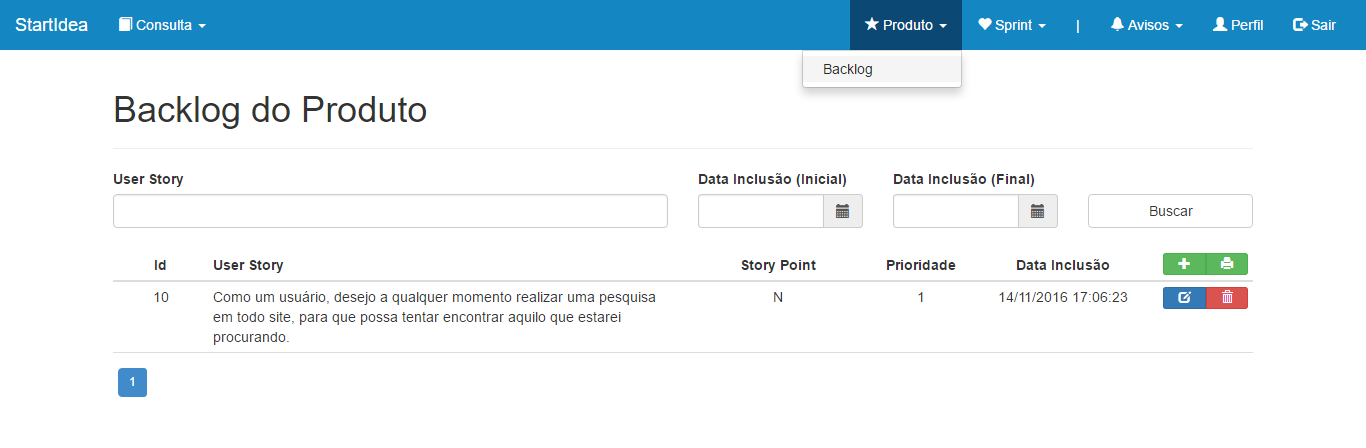 StartIdea Consulta Produto Sprint | Avisos Perfil Sair
Backlog
Backlog do Produto
User Story Data Inclusão (Inicial) Data Inclusão (Final)
Buscar
Id User Story Story Point Prioridade Data Inclusão
10 Como um usuário, desejo a qualquer momento realizar uma pesquisa N 1 14/11/2016 17:06:23
em todo site, para que possa tentar encontrar aquilo que estarei
procurando.
1